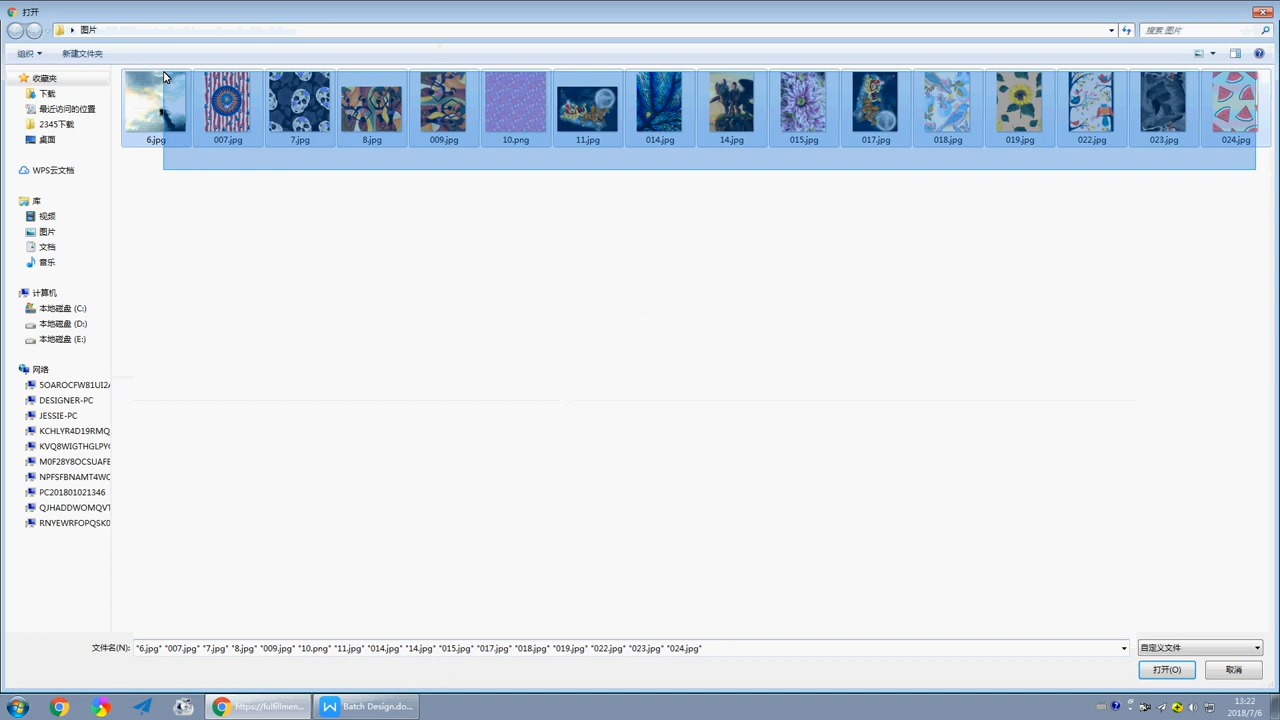 打开
图片
搜索 图片
组织
新建文件夹
收藏夹
下载
最近访问的位置
2345下载
桌面
WPS云文档
库
视频
图片
文档
音乐
计算机
本地磁盘 (C:)
本地磁盘 (D:)
本地磁盘 (E:)
网络
5OAROCFW81UI2A
DESIGNER-PC
JESSIE-PC
KCHLYR4D19RMQ
KVQ8WIGTHGLPY
M0F28Y8OCSUAFE
NPFSFBNAMT4WC
PC201801021346
QJHADDWOMQVT
RNYEWRFOPQSK0
6.jpg 007.jpg 7.jpg 8.jpg 009.jpg 10.png 11.jpg 014.jpg 14.jpg 015.jpg 017.jpg 018.jpg 019.jpg 022.jpg 023.jpg 024.jpg
文件名(N): "6.jpg" "007.jpg" "7.jpg" "8.jpg" "009.jpg" "10.png" "11.jpg" "014.jpg" "14.jpg" "015.jpg" "017.jpg" "018.jpg" "019.jpg" "022.jpg" "023.jpg" "024.jpg"
自定义文件
打开(O) 取消
https://fulfillmen...
Batch Design.do...
13:22
2018/7/6